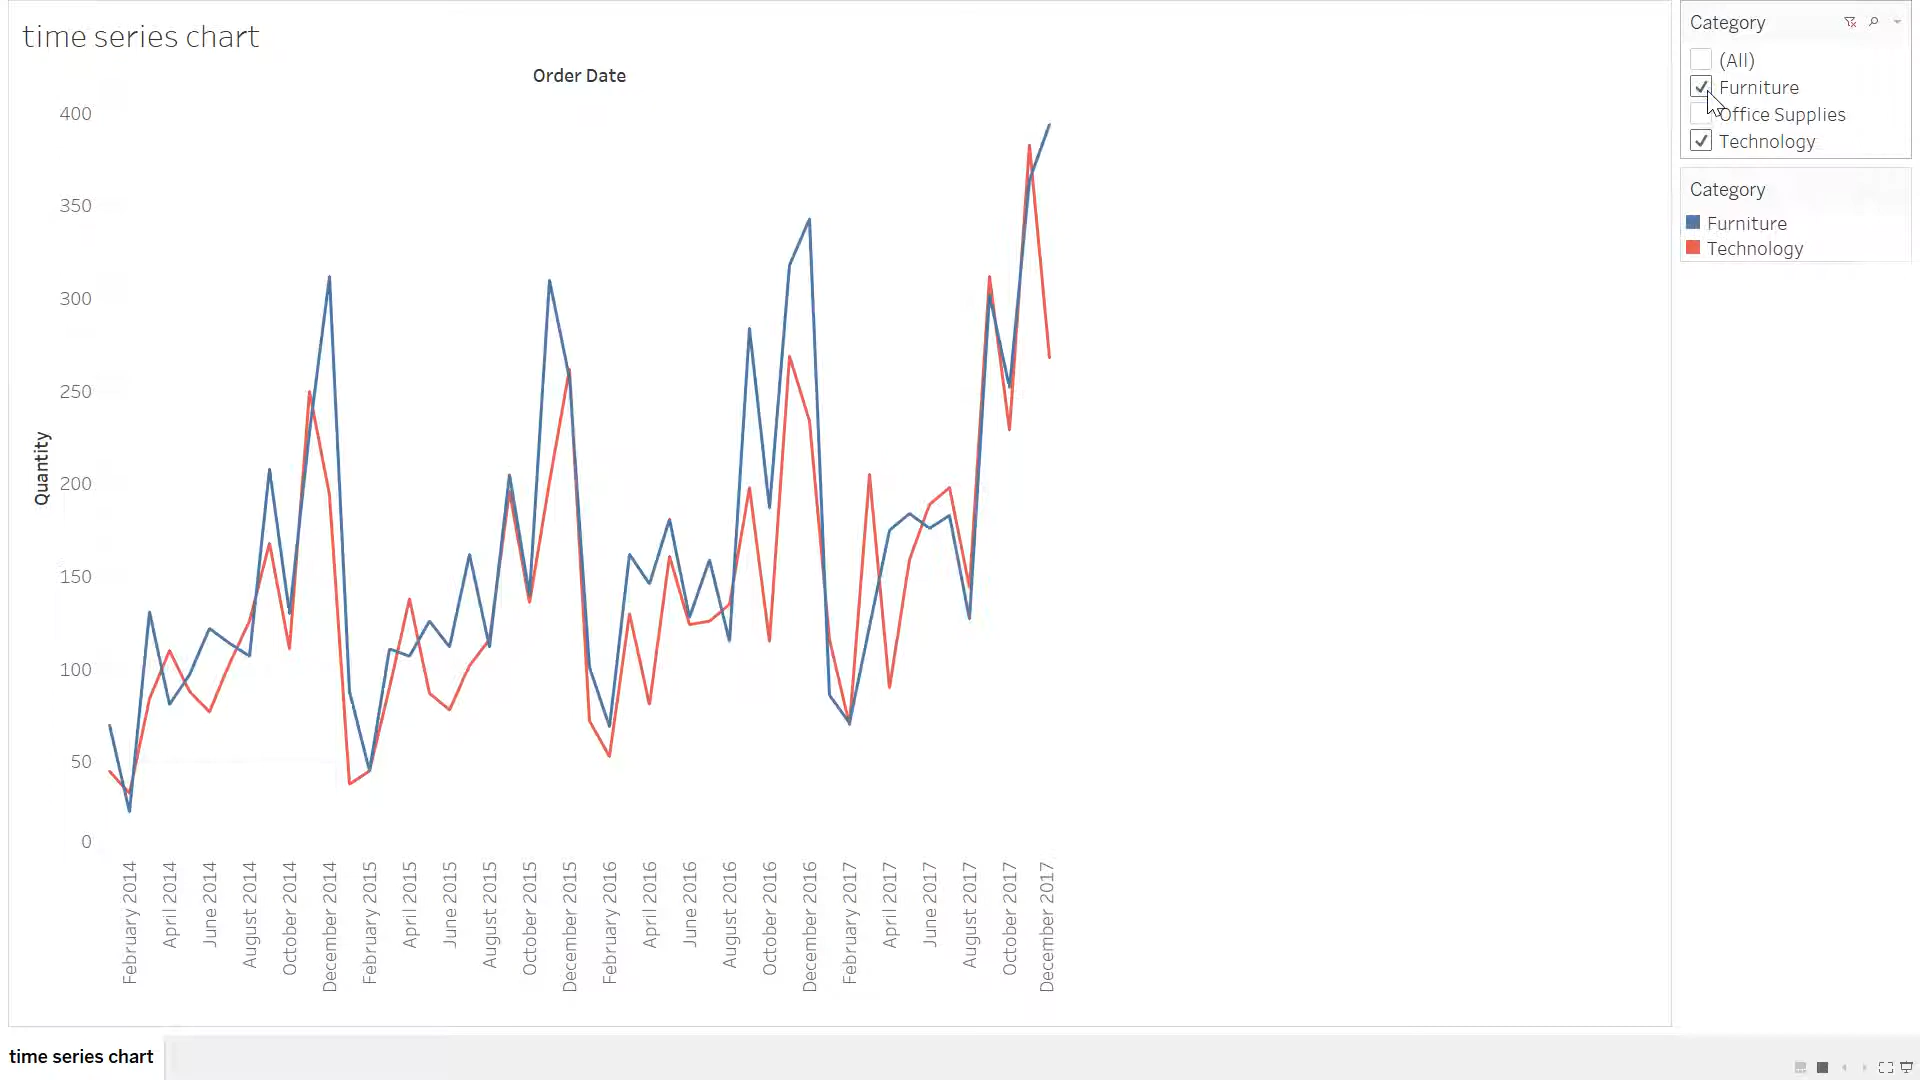 time series chart
Order Date
400
350
300
250
200
150
100
50
0
Quantity
February 2014
April 2014
June 2014
August 2014
October 2014
December 2014
February 2015
April 2015
June 2015
August 2015
October 2015
December 2015
February 2016
April 2016
June 2016
August 2016
October 2016
December 2016
February 2017
April 2017
June 2017
August 2017
October 2017
December 2017
Category
(All)
Furniture
Office Supplies
Technology
Category
Furniture
Technology
time series chart